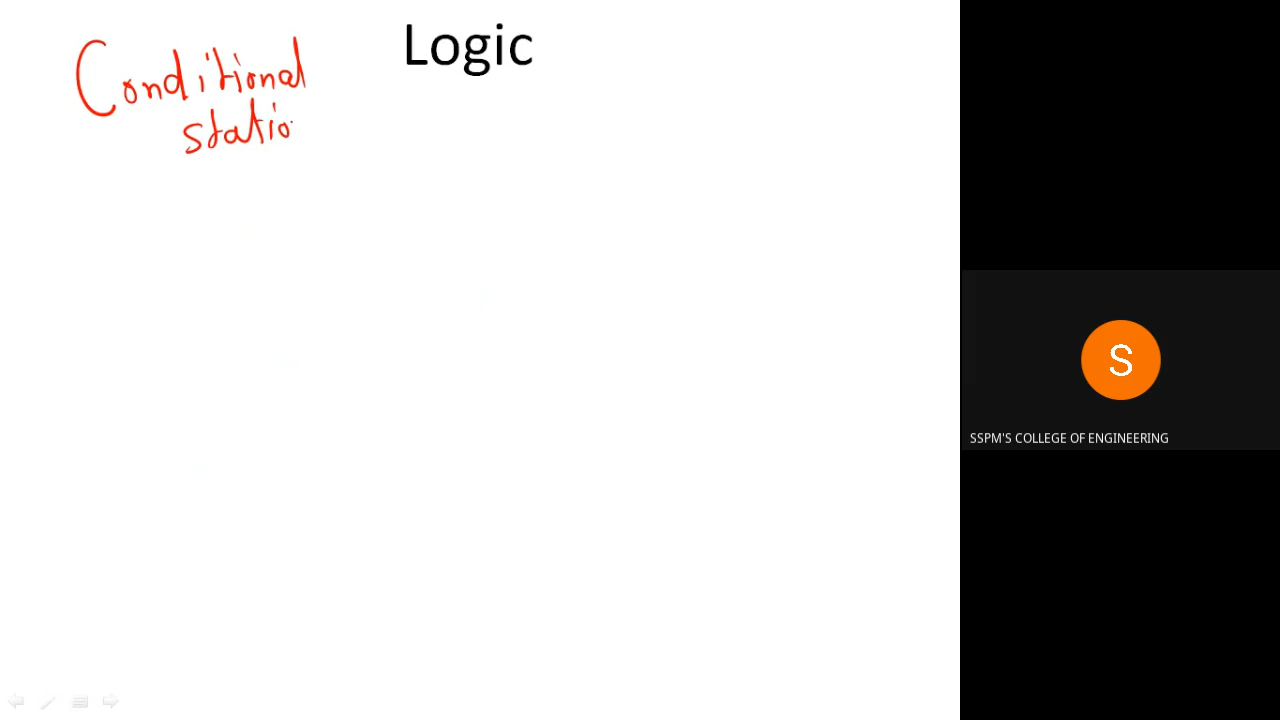 Logic
Conditional
statio
S
SSPM'S COLLEGE OF ENGINEERING